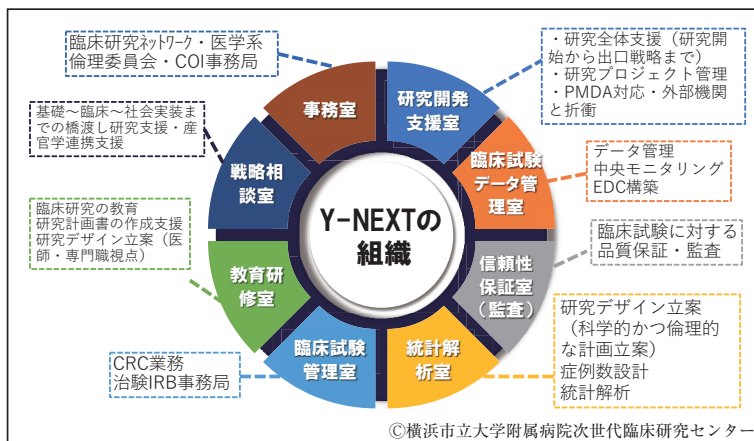 臨床研究ﾈｯﾄﾜｰｸ・医学系
倫理委員会・COI事務局
・研究全体支援（研究開
始から出口戦略まで）
・研究プロジェクト管理
・PMDA対応・外部機関
と折衝
事務室
研究開発
支援室
基礎～臨床～社会実装ま
での橋渡し研究支援・産
官学連携支援
戦略相
談室
臨床試験
データ管
理室
データ管理
中央モニタリング
EDC構築
Y-NEXTの
組織
臨床研究の教育
研究計画書の作成支援
研究デザイン立案（医
師・専門職視点）
教育研
修室
信頼性
保証室
（監査）
臨床試験に対する
品質保証・監査
臨床試験
管理室
統計解
析室
研究デザイン立案
（科学的かつ倫理的
な計画立案）
症例数設計
統計解析
CRC業務
治験IRB事務局
Ⓒ横浜市立大学附属病院次世代臨床研究センター